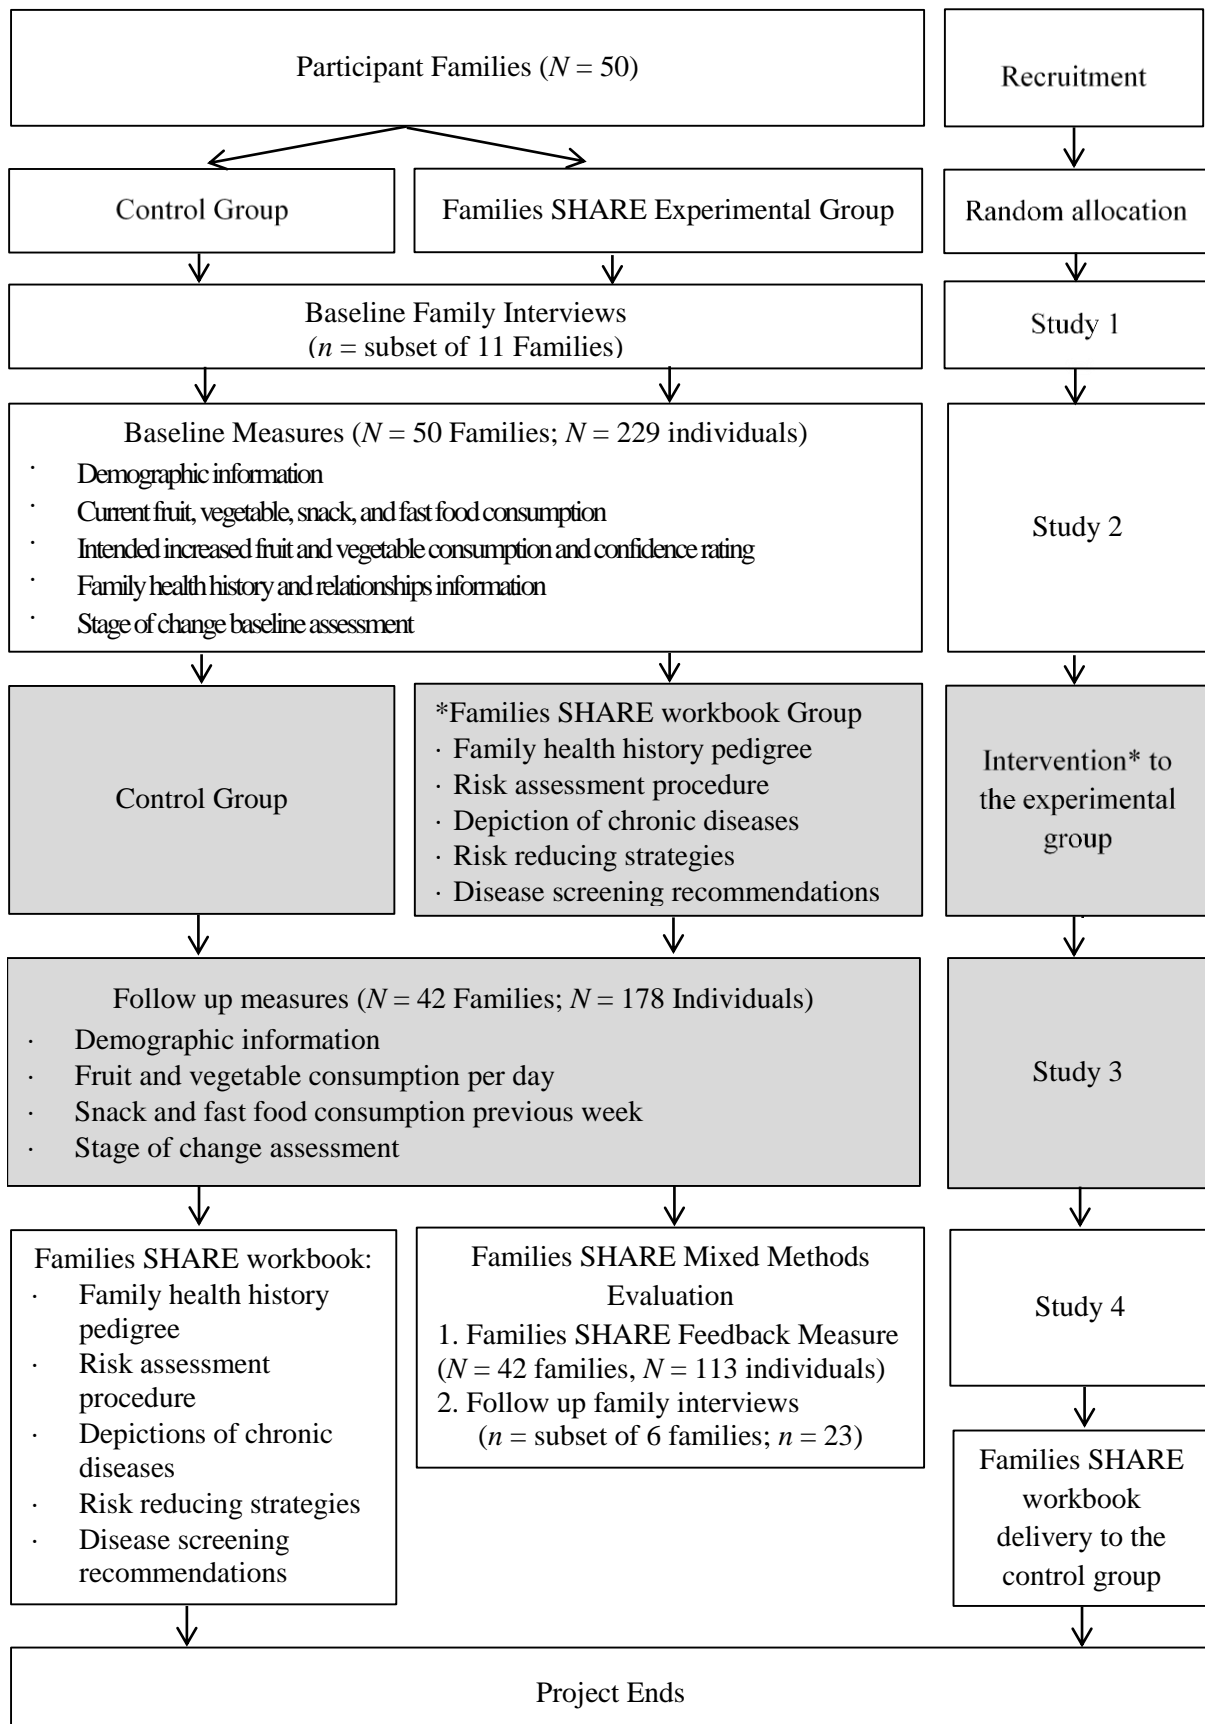 Participant Families (N = 50)
Recruitment
Control Group
Families SHARE Experimental Group
Random allocation
Baseline Family Interviews
(n = subset of 11 Families)
Study 1
Baseline Measures (N = 50 Families; N = 229 individuals)
· Demographic information
· Current fruit, vegetable, snack, and fast food consumption
· Intended increased fruit and vegetable consumption and confidence rating
· Family health history and relationships information
· Stage of change baseline assessment
Study 2
Control Group
*Families SHARE workbook Group
· Family health history pedigree
· Risk assessment procedure
· Depiction of chronic diseases
· Risk reducing strategies
· Disease screening recommendations
Intervention* to
the experimental
group
Follow up measures (N = 42 Families; N = 178 Individuals)
· Demographic information
· Fruit and vegetable consumption per day
· Snack and fast food consumption previous week
· Stage of change assessment
Study 3
Families SHARE workbook:
· Family health history
pedigree
· Risk assessment
procedure
· Depictions of chronic
diseases
· Risk reducing strategies
· Disease screening
recommendations
Families SHARE Mixed Methods
Evaluation
1. Families SHARE Feedback Measure
(N = 42 families, N = 113 individuals)
2. Follow up family interviews
(n = subset of 6 families; n = 23)
Study 4
Families SHARE
workbook
delivery to the
control group
Project Ends